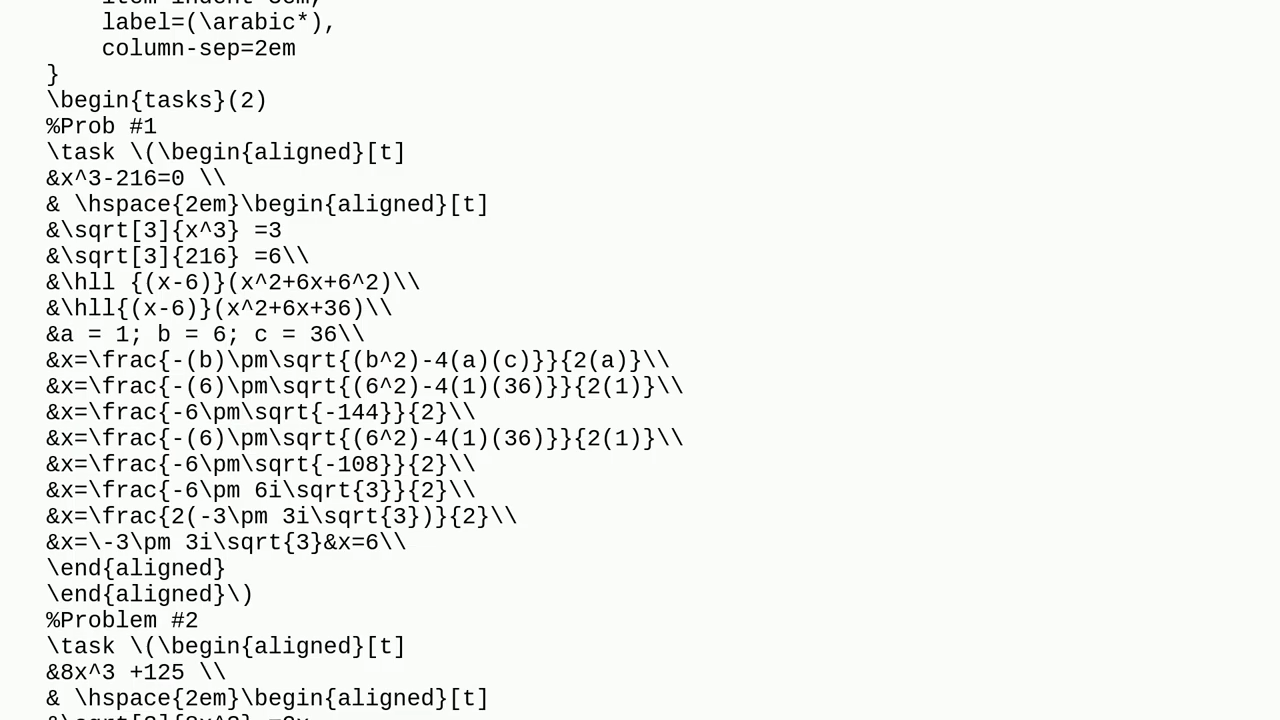 label=(\arabic*),
column-sep=2em
}
\begin{tasks}(2)
%Prob #1
\task \(\begin{aligned}[t]
&x^3-216=0 \\
& \hspace{2em}\begin{aligned}[t]
&\sqrt[3]{x^3} =3
&\sqrt[3]{216} =6\\
&\hll {(x-6)}(x^2+6x+6^2)\\
&\hll{(x-6)}(x^2+6x+36)\\
&a = 1; b = 6; c = 36\\
&x=\frac{-(b)\pm\sqrt{(b^2)-4(a)(c)}}{2(a)}\\
&x=\frac{-(6)\pm\sqrt{(6^2)-4(1)(36)}}{2(1)}\\
&x=\frac{-6\pm\sqrt{-144}}{2}\\
&x=\frac{-(6)\pm\sqrt{(6^2)-4(1)(36)}}{2(1)}\\
&x=\frac{-6\pm\sqrt{-108}}{2}\\
&x=\frac{-6\pm 6i\sqrt{3}}{2}\\
&x=\frac{2(-3\pm 3i\sqrt{3})}{2}\\
&x=\-3\pm 3i\sqrt{3}&x=6\\
\end{aligned}
\end{aligned}\)
%Problem #2
\task \(\begin{aligned}[t]
&8x^3 +125 \\
& \hspace{2em}\begin{aligned}[t]